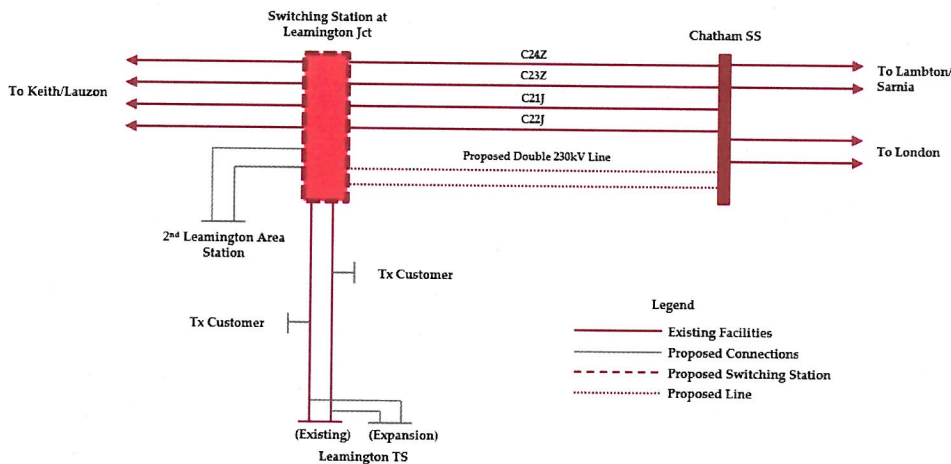 Switching Station at
Leamington Jct
Chatham SS
C24Z
C23Z
C21J
C22J
To Keith/Lauzon
To Lambton/
Sarnia
To London
Proposed Double 230kV Line
2nd Leamington Area
Station
Tx Customer
Tx Customer
Legend
Existing Facilities
Proposed Connections
Proposed Switching Station
Proposed Line
(Existing)
(Expansion)
Leamington TS